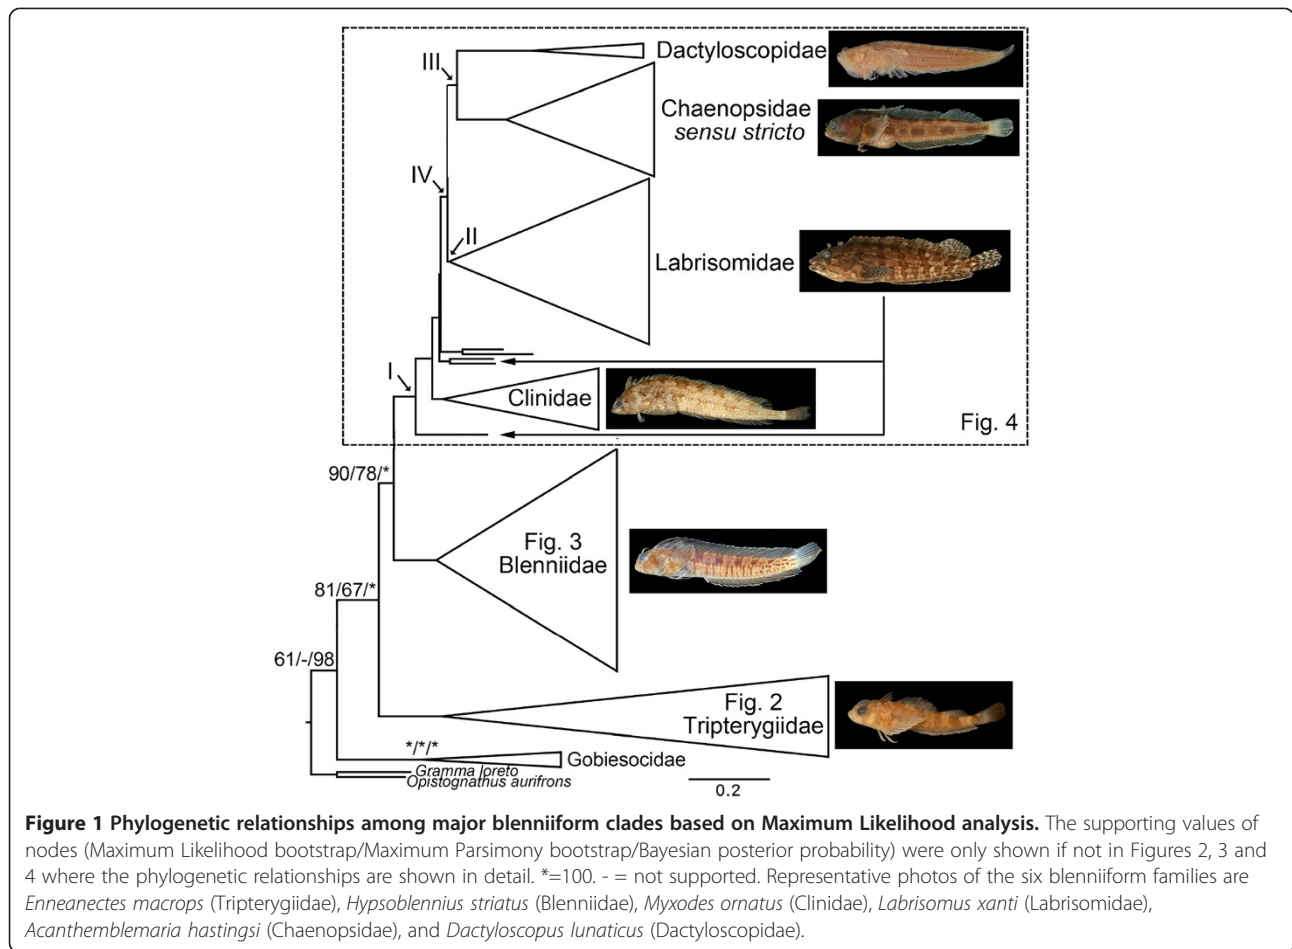 Dactyloscopidae
III
Chaenopsidae
sensu stricto
IV
II
Labrisomidae
I
Clinidae
Fig. 4
90/78/*
Fig. 3
Blenniidae
81/67/*
61/-/98
Fig. 2
Tripterygiidae
*/*/*
Gobiesocidae
Gramma loreto
Opistognathus aurifrons
0.2
Figure 1 Phylogenetic relationships among major blenniiform clades based on Maximum Likelihood analysis. The supporting values of
nodes (Maximum Likelihood bootstrap/Maximum Parsimony bootstrap/Bayesian posterior probability) were only shown if not in Figures 2, 3 and
4 where the phylogenetic relationships are shown in detail. *=100. - = not supported. Representative photos of the six blenniiform families are
Enneanectes macrops (Tripterygiidae), Hypsoblennius striatus (Blenniidae), Myxodes ornatus (Clinidae), Labrisomus xanti (Labrisomidae),
Acanthemblemaria hastingsi (Chaenopsidae), and Dactyloscopus lunaticus (Dactyloscopidae).